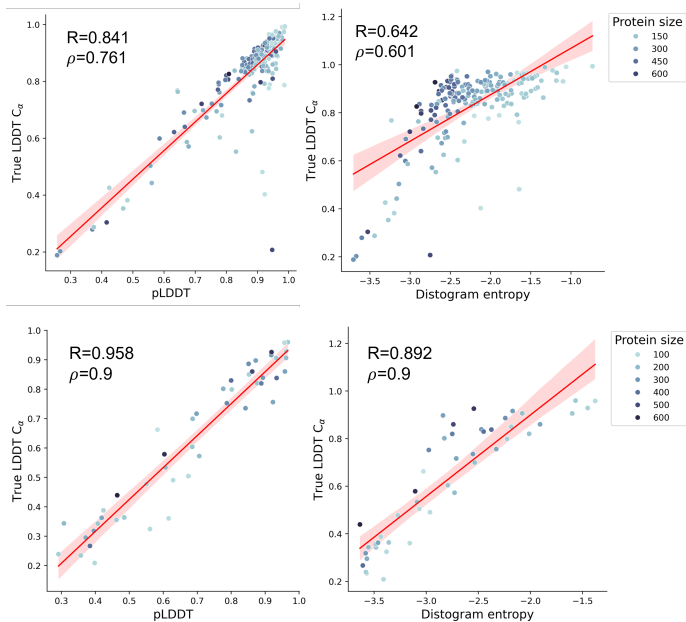 R=0.841
ρ=0.761
True LDDT Cα
1.0
0.8
0.6
0.4
0.2
0.3 0.4 0.5 0.6 0.7 0.8 0.9 1.0
pLDDT
R=0.642
ρ=0.601
True LDDT Cα
1.2
1.0
0.8
0.6
0.4
0.2
−3.5 −3.0 −2.5 −2.0 −1.5 −1.0
Distogram entropy
Protein size
150
300
450
600
R=0.958
ρ=0.9
True LDDT Cα
1.0
0.9
0.8
0.7
0.6
0.5
0.4
0.3
0.2
0.3 0.4 0.5 0.6 0.7 0.8 0.9 1.0
pLDDT
R=0.892
ρ=0.9
True LDDT Cα
1.2
1.0
0.8
0.6
0.4
0.2
−3.5 −3.0 −2.5 −2.0 −1.5
Distogram entropy
Protein size
100
200
300
400
500
600